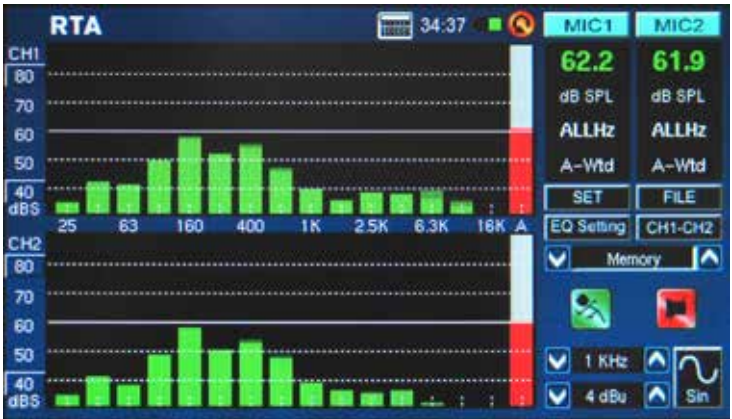 RTA 34:37 MIC1 MIC2
CH1
80
70
60
50
40
dBS
25 63 160 400 1K 2.5K 6.3K 16K A
CH2
80
70
60
50
40
dBS
62.2 61.9
dB SPL dB SPL
ALLHz ALLHz
A-Wtd A-Wtd
SET FILE
EQ Setting CH1-CH2
Memory
1 KHz
4 dBu Sin